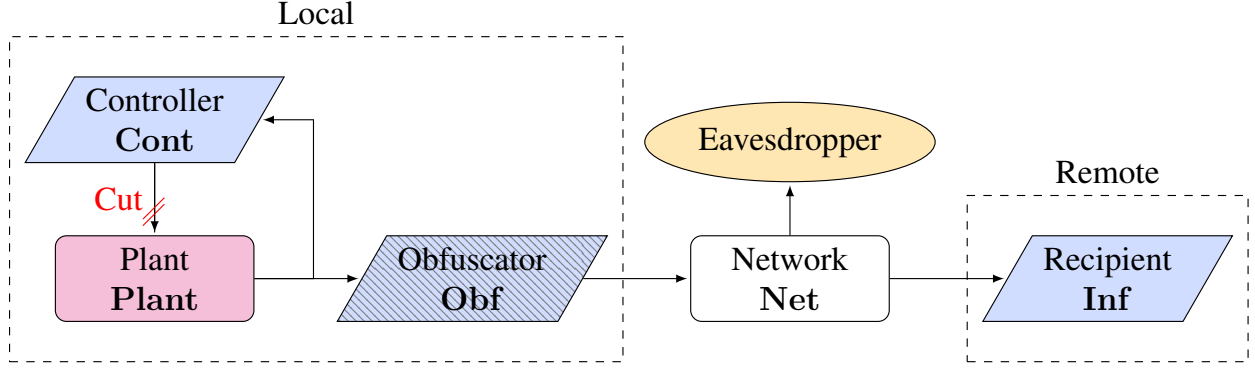 Local
Controller
Cont
Cut
Plant
Plant
Obfuscator
Obf
Eavesdropper
Network
Net
Remote
Recipient
Inf